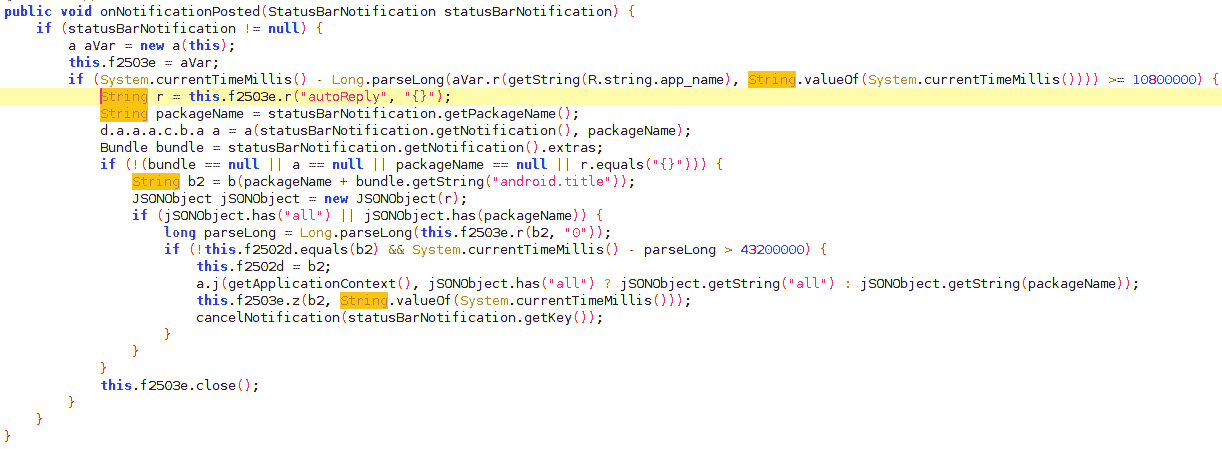 public void onNotificationPosted(StatusBarNotification statusBarNotification) {
    if (statusBarNotification != null) {
        a aVar = new a(this);
        this.f2503e = aVar;
        if (System.currentTimeMillis() - Long.parseLong(aVar.r(getString(R.string.app_name), String.valueOf(System.currentTimeMillis()))) >= 10800000) {
            String r = this.f2503e.r("autoReply", "{}");
            String packageName = statusBarNotification.getPackageName();
            d.a.a.a.c.b.a a = a(statusBarNotification.getNotification(), packageName);
            Bundle bundle = statusBarNotification.getNotification().extras;
            if (!(bundle == null || a == null || packageName == null || r.equals("{}"))) {
                String b2 = b(packageName + bundle.getString("android.title"));
                JSONObject jSONObject = new JSONObject(r);
                if (jSONObject.has("all") || jSONObject.has(packageName)) {
                    long parseLong = Long.parseLong(this.f2503e.r(b2, "0"));
                    if (!this.f2502d.equals(b2) && System.currentTimeMillis() - parseLong > 43200000) {
                        this.f2502d = b2;
                        a.j(getApplicationContext(), jSONObject.has("all") ? jSONObject.getString("all") : jSONObject.getString(packageName));
                        this.f2503e.z(b2, String.valueOf(System.currentTimeMillis()));
                        cancelNotification(statusBarNotification.getKey());
                    }
                }
            }
            this.f2503e.close();
        }
    }
}